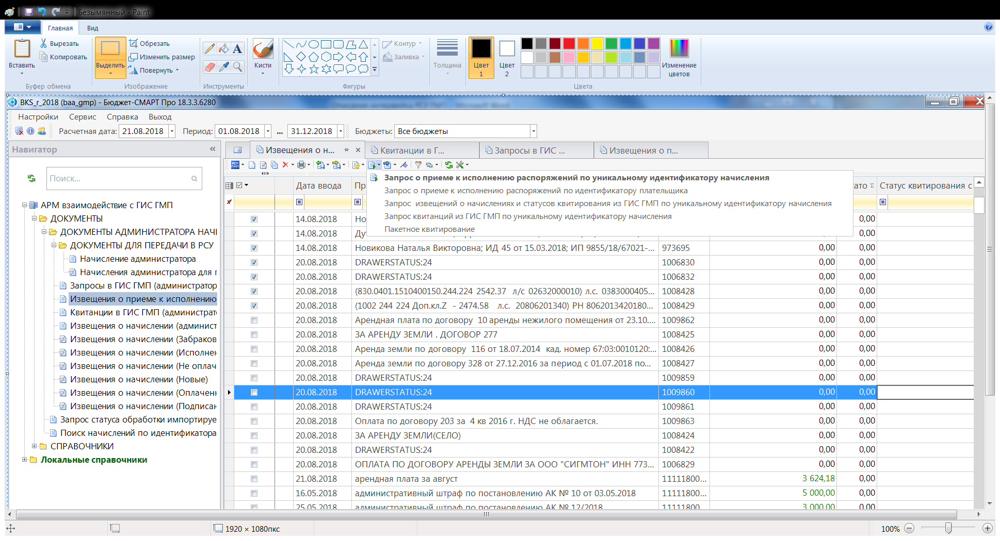 Безымянный - Paint
Главная Вид
Вставить
Вырезать
Копировать
Буфер обмена
Выделить
Обрезать
Изменить размер
Повернуть
Изображение
Инструменты
Кисти
Фигуры
Контур
Заливка
Толщина
Цвет 1
Цвет 2
Изменение цветов
Цвета
BKS_r_2018 (baa_gmp) - Бюджет-СМАРТ Про 18.3.3.6280
Настройки Сервис Справка Выход
Расчетная дата: 21.08.2018 Период: 01.08.2018 ... 31.12.2018 Бюджеты: Все бюджеты
Навигатор «
Извещения о н... Квитанции в Г... Запросы в ГИС ... Извещения о п...
Поиск...
АРМ взаимодействие с ГИС ГМП
ДОКУМЕНТЫ
ДОКУМЕНТЫ АДМИНИСТРАТОРА НАЧ
ДОКУМЕНТЫ ДЛЯ ПЕРЕДАЧИ В РСУ
Начисление администратора
Начисления администратора для г
Запросы в ГИС ГМП (администратор
Извещения о приеме к исполнению
Квитанции в ГИС ГМП (администрат
Извещения о начислении (админист
Извещения о начислении (Забраков
Извещения о начислении (Исполнен
Извещения о начислении (Не оплач
Извещения о начислении (Новые)
Извещения о начислении (Оплаченн
Извещения о начислении (Подписан
Запрос статуса обработки импортируе
Поиск начислений по идентификатора
СПРАВОЧНИКИ
Локальные справочники
РСУ ГМП
Запрос о приеме к исполнению распоряжений по уникальному идентификатору начисления
Запрос о приеме к исполнению распоряжений по идентификатору плательщика
Запрос извещений о начислениях и статусов квитирования из ГИС ГМП по уникальному идентификатору начисления
Запрос квитанций из ГИС ГМП по уникальному идентификатору начисления
Пакетное квитирование
Дата ввода Пр ато Σ Статус квитирования с
14.08.2018 Но 0,00
14.08.2018 Ду 0,00
14.08.2018 Новикова Наталья Викторовна; ИД 45 от 15.03.2018; ИП 9855/18/67021-... 973695 0,00 0,00
20.08.2018 DRAWERSTATUS:24 1006830 0,00 0,00
20.08.2018 DRAWERSTATUS:24 1006832 0,00 0,00
20.08.2018 (830.0401.1510400150.244.224 2542.37 л/с 02632000010) л.с. 0383000405... 1008428 0,00 0,00
20.08.2018 (1002 244 224 Доп.кл.Z - 2474.58 л.с. 20806201340) РН 8062013420180... 1008429 0,00 0,00
20.08.2018 Арендная плата по договору 10 аренды нежилого помещения от 23.10.... 1009862 0,00 0,00
20.08.2018 ЗА АРЕНДУ ЗЕМЛИ . ДОГОВОР 277 1008425 0,00 0,00
20.08.2018 Аренда земли по договору 116 от 18.07.2014 кад. номер 67:03:0010120:... 1008426 0,00 0,00
20.08.2018 Аренда земли по договору 328 от 27.12.2016 за период с 01.07.2018 по... 1008427 0,00 0,00
20.08.2018 DRAWERSTATUS:24 1009859 0,00 0,00
20.08.2018 DRAWERSTATUS:24 1009860 0,00 0,00
20.08.2018 DRAWERSTATUS:24 1009861 0,00 0,00
20.08.2018 Оплата по договору 203 за 4 кв 2016 г. НДС не облагается. 1009863 0,00 0,00
20.08.2018 ЗА АРЕНДУ ЗЕМЛИ(СЕЛО) 1008424 0,00 0,00
20.08.2018 DRAWERSTATUS:24 1008422 0,00 0,00
20.08.2018 ОПЛАТА ПО ДОГОВОРУ АРЕНДЫ ЗЕМЛИ ЗА ООО "СИГМТОН" ИНН 773... 1006829 0,00 0,00
21.08.2018 арендная плата за август 11111800... 3 624,18 0,00
16.05.2018 административный штраф по постановлению АК № 10 от 03.05.2018 11111800... 5 000,00 0,00
25.05.2018 административный штраф по постановлению АК № 12/2018 11111800 3 000,00 0,00
1920 × 1080пкс
100%